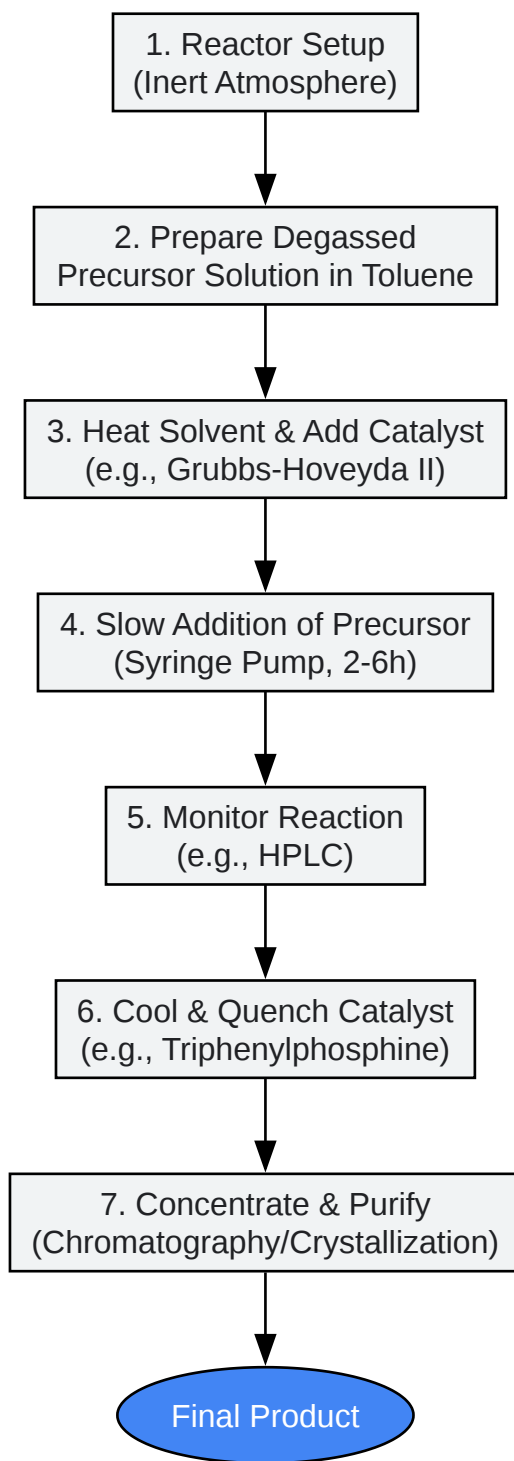 1. Reactor Setup
(Inert Atmosphere)
2. Prepare Degassed
Precursor Solution in Toluene
3. Heat Solvent & Add Catalyst
(e.g., Grubbs-Hoveyda II)
4. Slow Addition of Precursor
(Syringe Pump, 2-6h)
5. Monitor Reaction
(e.g., HPLC)
6. Cool & Quench Catalyst
(e.g., Triphenylphosphine)
7. Concentrate & Purify
(Chromatography/Crystallization)
Final Product